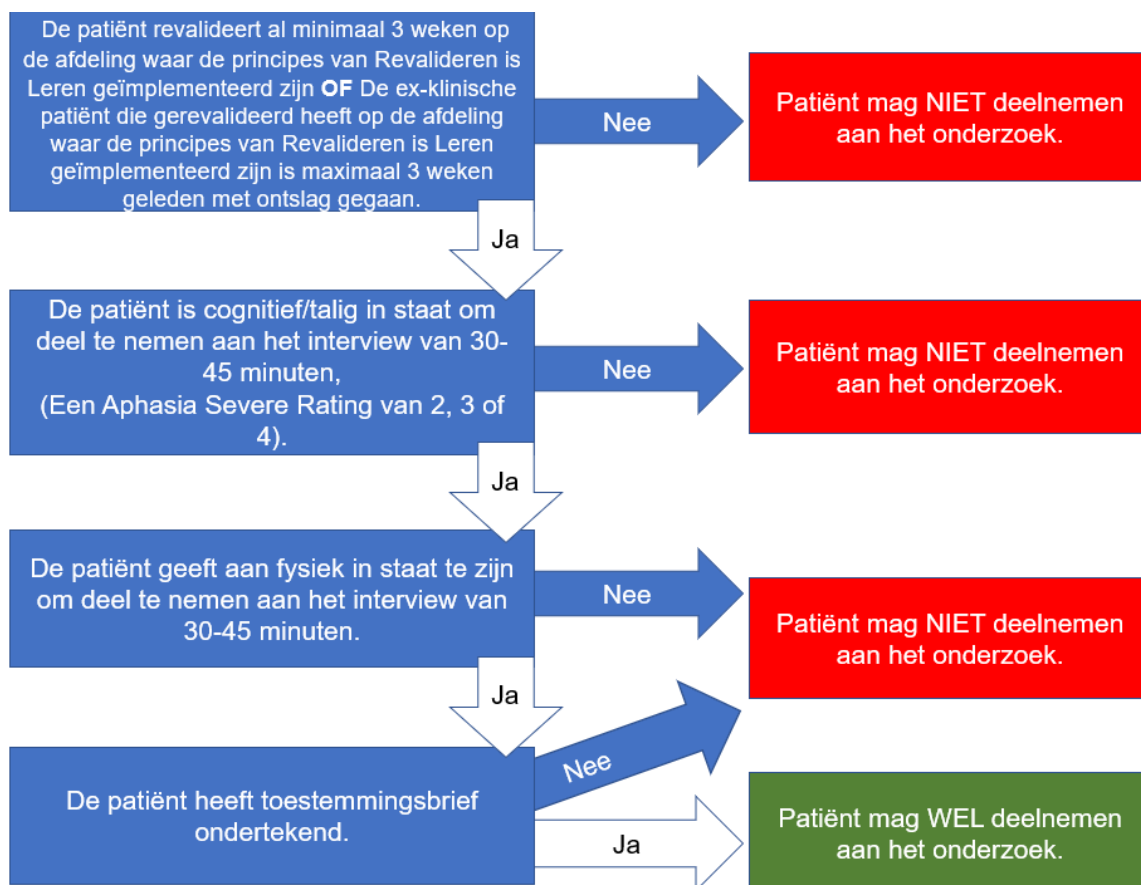 De patiënt revalideert al minimaal 3 weken op
de afdeling waar de principes van Revalideren is
Leren geïmplementeerd zijn OF De ex-klinische
patiënt die gerevalideerd heeft op de afdeling
waar de principes van Revalideren is Leren
geïmplementeerd zijn is maximaal 3 weken
geleden met ontslag gegaan.
Nee
Patiënt mag NIET deelnemen
aan het onderzoek.
Ja
De patiënt is cognitief/talig in staat om
deel te nemen aan het interview van 30-
45 minuten,
(Een Aphasia Severe Rating van 2, 3 of
4).
Nee
Patiënt mag NIET deelnemen
aan het onderzoek.
Ja
De patiënt geeft aan fysiek in staat te zijn
om deel te nemen aan het interview van
30-45 minuten.
Nee
Patiënt mag NIET deelnemen
aan het onderzoek.
Ja
De patiënt heeft toestemmingsbrief
ondertekend.
Nee
Ja
Patiënt mag WEL deelnemen
aan het onderzoek.